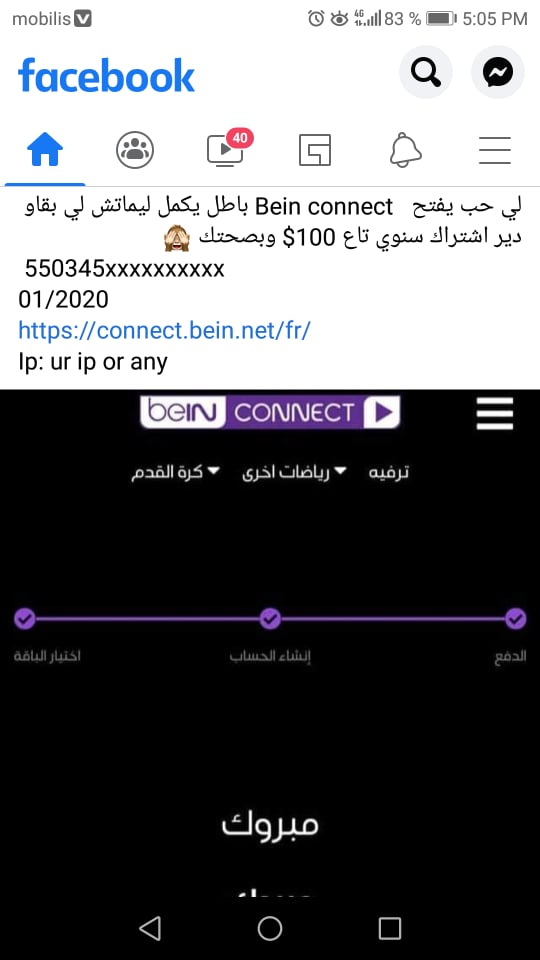 mobilis V 4G 83 % 5:05 PM
facebook
40
لي حب يفتح Bein connect باطل يكمل ليماتش لي بقاو
دير اشتراك سنوي تاع 100$ وبصحتك 🙈
550345xxxxxxxxxx
01/2020
https://connect.bein.net/fr/
Ip: ur ip or any
beIN CONNECT
ترفيه رياضات اخرى كرة القدم
الدفع إنشاء الحساب اختيار الباقة
مبروك